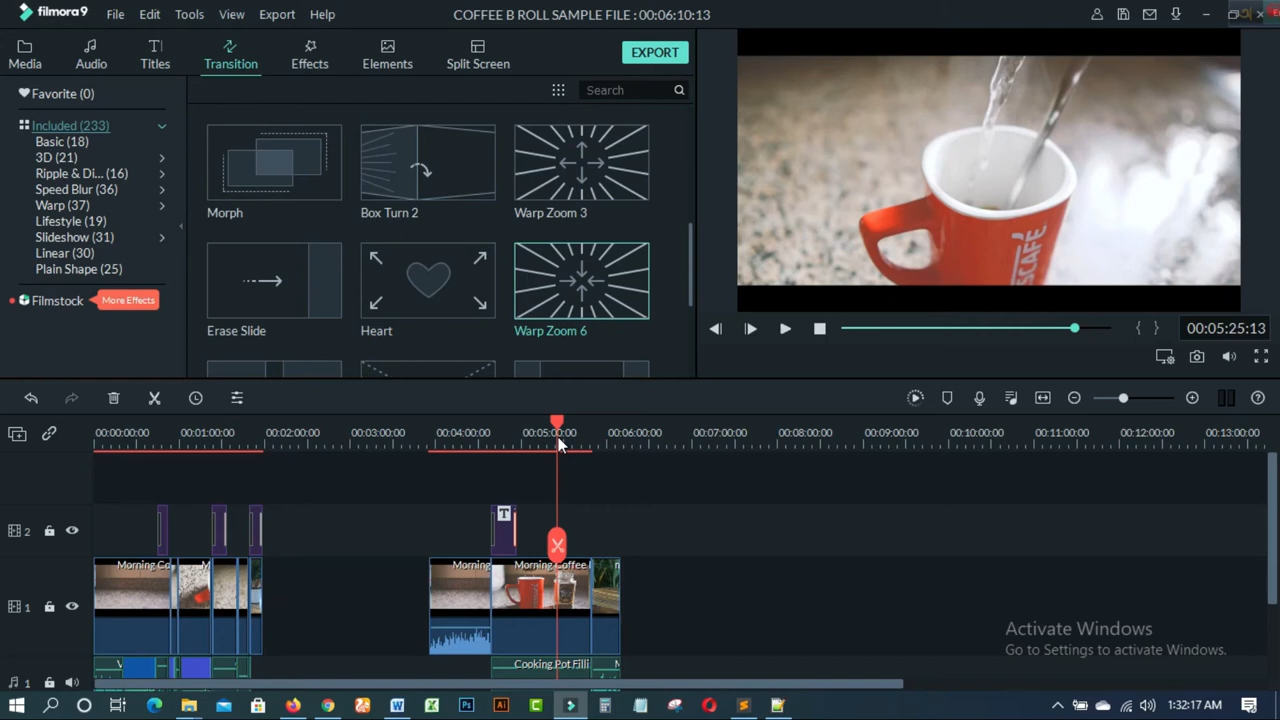 filmora9
File Edit Tools View Export Help
COFFEE B ROLL SAMPLE FILE : 00:06:10:13
Media Audio Titles Transition Effects Elements Split Screen
EXPORT
Favorite (0)
Search
Included (233)
Basic (18)
3D (21)
Ripple & Di... (16)
Speed Blur (36)
Warp (37)
Lifestyle (19)
Slideshow (31)
Linear (30)
Plain Shape (25)
Filmstock More Effects
Morph Box Turn 2 Warp Zoom 3
Erase Slide Heart Warp Zoom 6
SCAFE
00:05:25:13
00:00:00:00 00:01:00:00 00:02:00:00 00:03:00:00 00:04:00:00 00:05:00:00 00:06:00:00 00:07:00:00 00:08:00:00 00:09:00:00 00:10:00:00 00:11:00:00 00:12:00:00 00:13:00:00
2 T
Morning Co M Morning Morning Coffee
1
Activate Windows
Go to Settings to activate Windows.
V Cooking Pot Filli M
1
1:32:17 AM